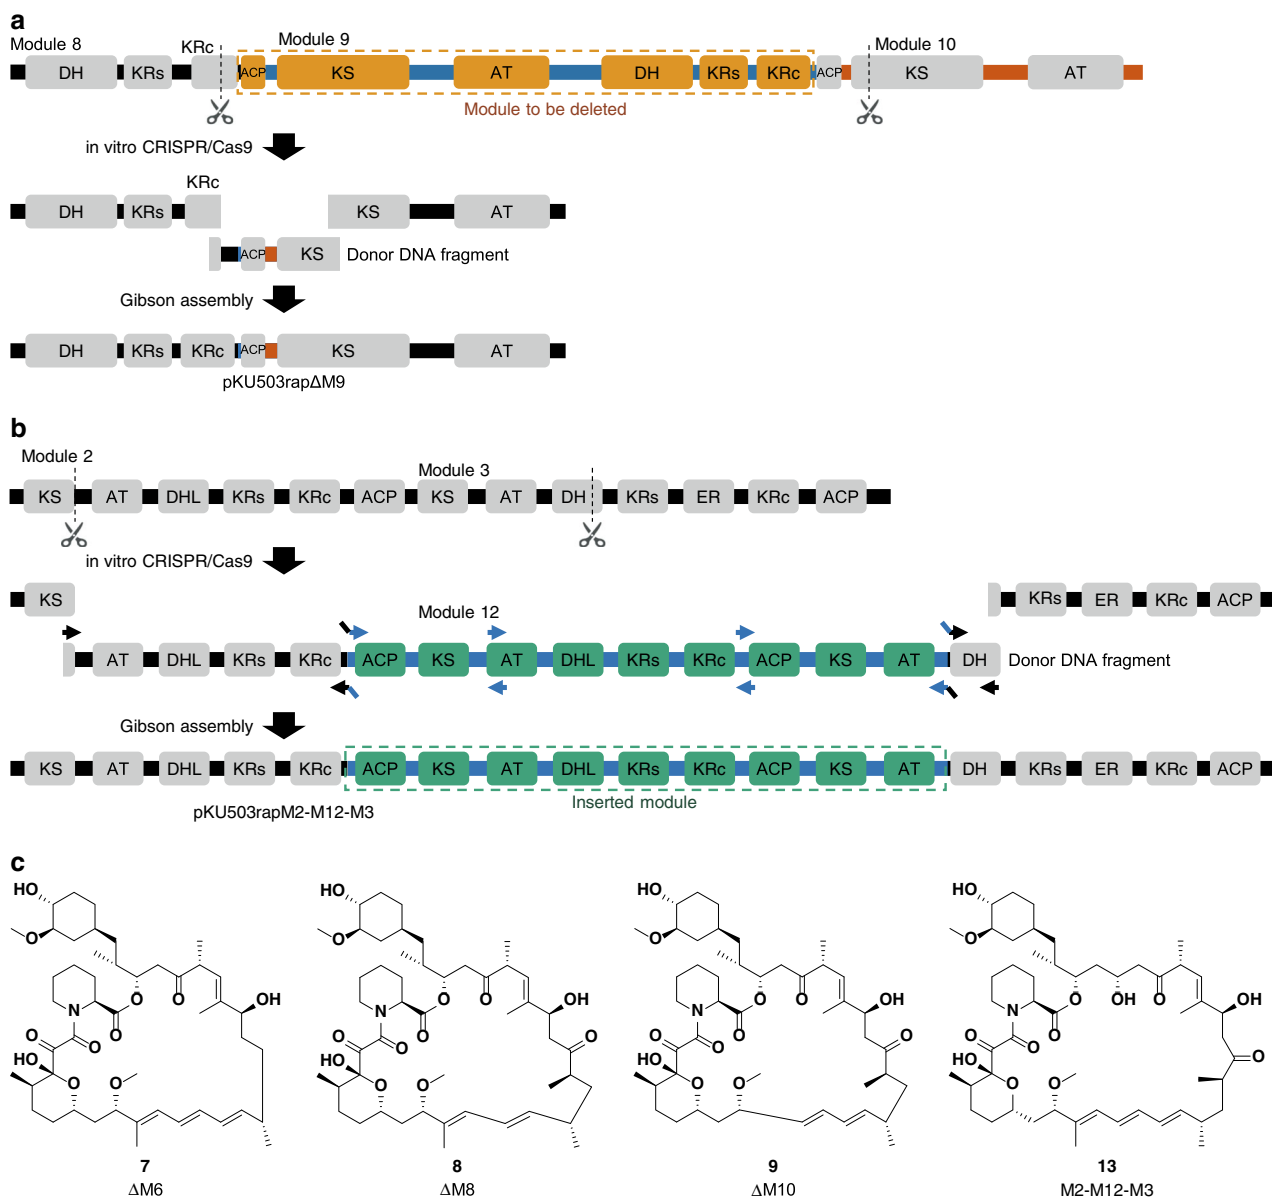 a
Module 8
KRc
Module 9
Module 10
DH KRs ACP KS AT DH KRs KRc ACP KS AT
Module to be deleted
in vitro CRISPR/Cas9
KRc
DH KRs KS AT
ACP KS Donor DNA fragment
Gibson assembly
DH KRs KRc ACP KS AT
pKU503rapΔM9
b
Module 2
Module 3
KS AT DHL KRs KRc ACP KS AT DH KRs ER KRc ACP
in vitro CRISPR/Cas9
KS KRs ER KRc ACP
Module 12
AT DHL KRs KRc ACP KS AT DHL KRs KRc ACP KS AT DH Donor DNA fragment
Gibson assembly
KS AT DHL KRs KRc ACP KS AT DHL KRs KRc ACP KS AT DH KRs ER KRc ACP
Inserted module
pKU503rapM2-M12-M3
c
HO HO HO HO
O O O O
O O OH O O OH O O OH O OH O OH
N O N O O N O O N O O
O O O O O O O O
HO O O HO O O HO O O HO O O
7 8 9 13
ΔM6 ΔM8 ΔM10 M2-M12-M3